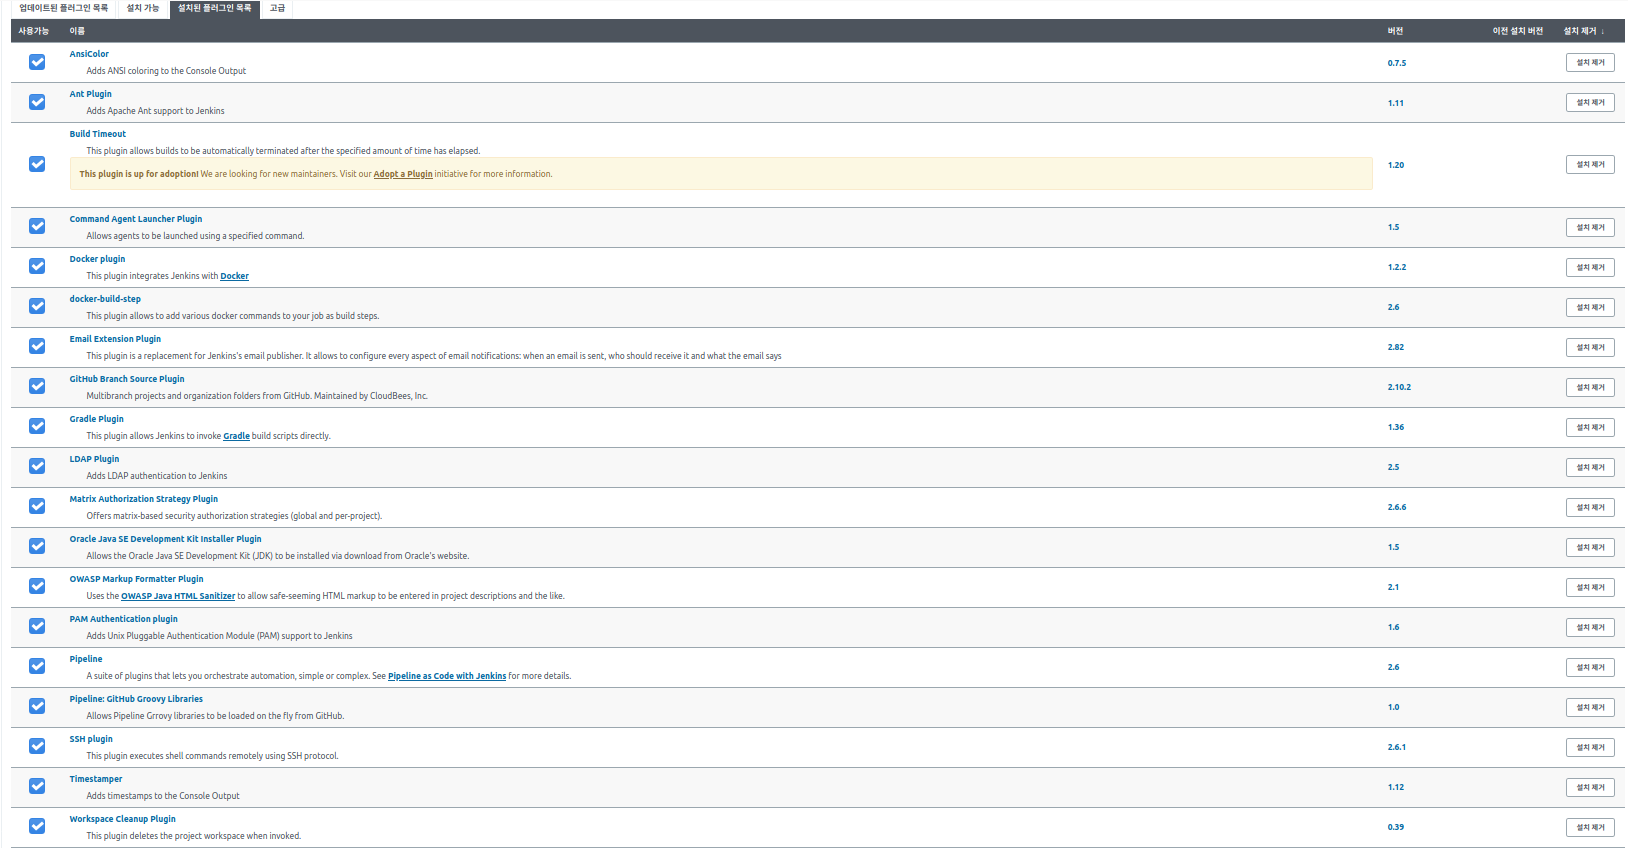 업데이트된 플러그인 목록 설치 가능 설치된 플러그인 목록 고급
사용가능 이름 버전 이전 설치 버전 설치 제거 ↓
AnsiColor
Adds ANSI coloring to the Console Output
0.7.5 설치 제거
Ant Plugin
Adds Apache Ant support to Jenkins
1.11 설치 제거
Build Timeout
This plugin allows builds to be automatically terminated after the specified amount of time has elapsed.
This plugin is up for adoption! We are looking for new maintainers. Visit our Adopt a Plugin initiative for more information.
1.20 설치 제거
Command Agent Launcher Plugin
Allows agents to be launched using a specified command.
1.5 설치 제거
Docker plugin
This plugin integrates Jenkins with Docker
1.2.2 설치 제거
docker-build-step
This plugin allows to add various docker commands to your job as build steps.
2.6 설치 제거
Email Extension Plugin
This plugin is a replacement for Jenkins's email publisher. It allows to configure every aspect of email notifications: when an email is sent, who should receive it and what the email says
2.82 설치 제거
GitHub Branch Source Plugin
Multibranch projects and organization folders from GitHub. Maintained by CloudBees, Inc.
2.10.2 설치 제거
Gradle Plugin
This plugin allows Jenkins to invoke Gradle build scripts directly.
1.36 설치 제거
LDAP Plugin
Adds LDAP authentication to Jenkins
2.5 설치 제거
Matrix Authorization Strategy Plugin
Offers matrix-based security authorization strategies (global and per-project).
2.6.6 설치 제거
Oracle Java SE Development Kit Installer Plugin
Allows the Oracle Java SE Development Kit (JDK) to be installed via download from Oracle's website.
1.5 설치 제거
OWASP Markup Formatter Plugin
Uses the OWASP Java HTML Sanitizer to allow safe-seeming HTML markup to be entered in project descriptions and the like.
2.1 설치 제거
PAM Authentication plugin
Adds Unix Pluggable Authentication Module (PAM) support to Jenkins
1.6 설치 제거
Pipeline
A suite of plugins that lets you orchestrate automation, simple or complex. See Pipeline as Code with Jenkins for more details.
2.6 설치 제거
Pipeline: GitHub Groovy Libraries
Allows Pipeline Grrovy libraries to be loaded on the fly from GitHub.
1.0 설치 제거
SSH plugin
This plugin executes shell commands remotely using SSH protocol.
2.6.1 설치 제거
Timestamper
Adds timestamps to the Console Output
1.12 설치 제거
Workspace Cleanup Plugin
This plugin deletes the project workspace when invoked.
0.39 설치 제거